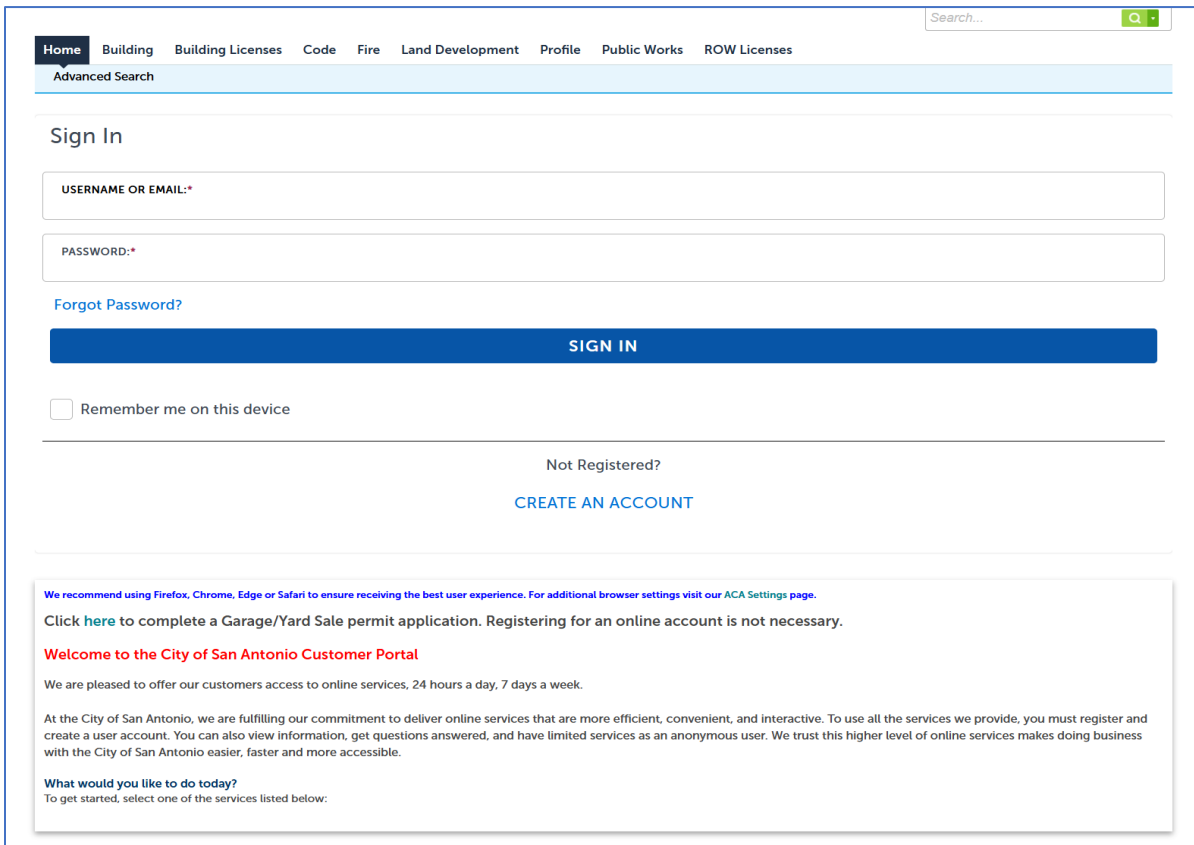 Search...
Home Building Building Licenses Code Fire Land Development Profile Public Works ROW Licenses
Advanced Search
Sign In
USERNAME OR EMAIL:*
PASSWORD:*
Forgot Password?
SIGN IN
Remember me on this device
Not Registered?
CREATE AN ACCOUNT
We recommend using Firefox, Chrome, Edge or Safari to ensure receiving the best user experience. For additional browser settings visit our ACA Settings page.
Click here to complete a Garage/Yard Sale permit application. Registering for an online account is not necessary.
Welcome to the City of San Antonio Customer Portal
We are pleased to offer our customers access to online services, 24 hours a day, 7 days a week.
At the City of San Antonio, we are fulfilling our commitment to deliver online services that are more efficient, convenient, and interactive. To use all the services we provide, you must register and
create a user account. You can also view information, get questions answered, and have limited services as an anonymous user. We trust this higher level of online services makes doing business
with the City of San Antonio easier, faster and more accessible.
What would you like to do today?
To get started, select one of the services listed below: